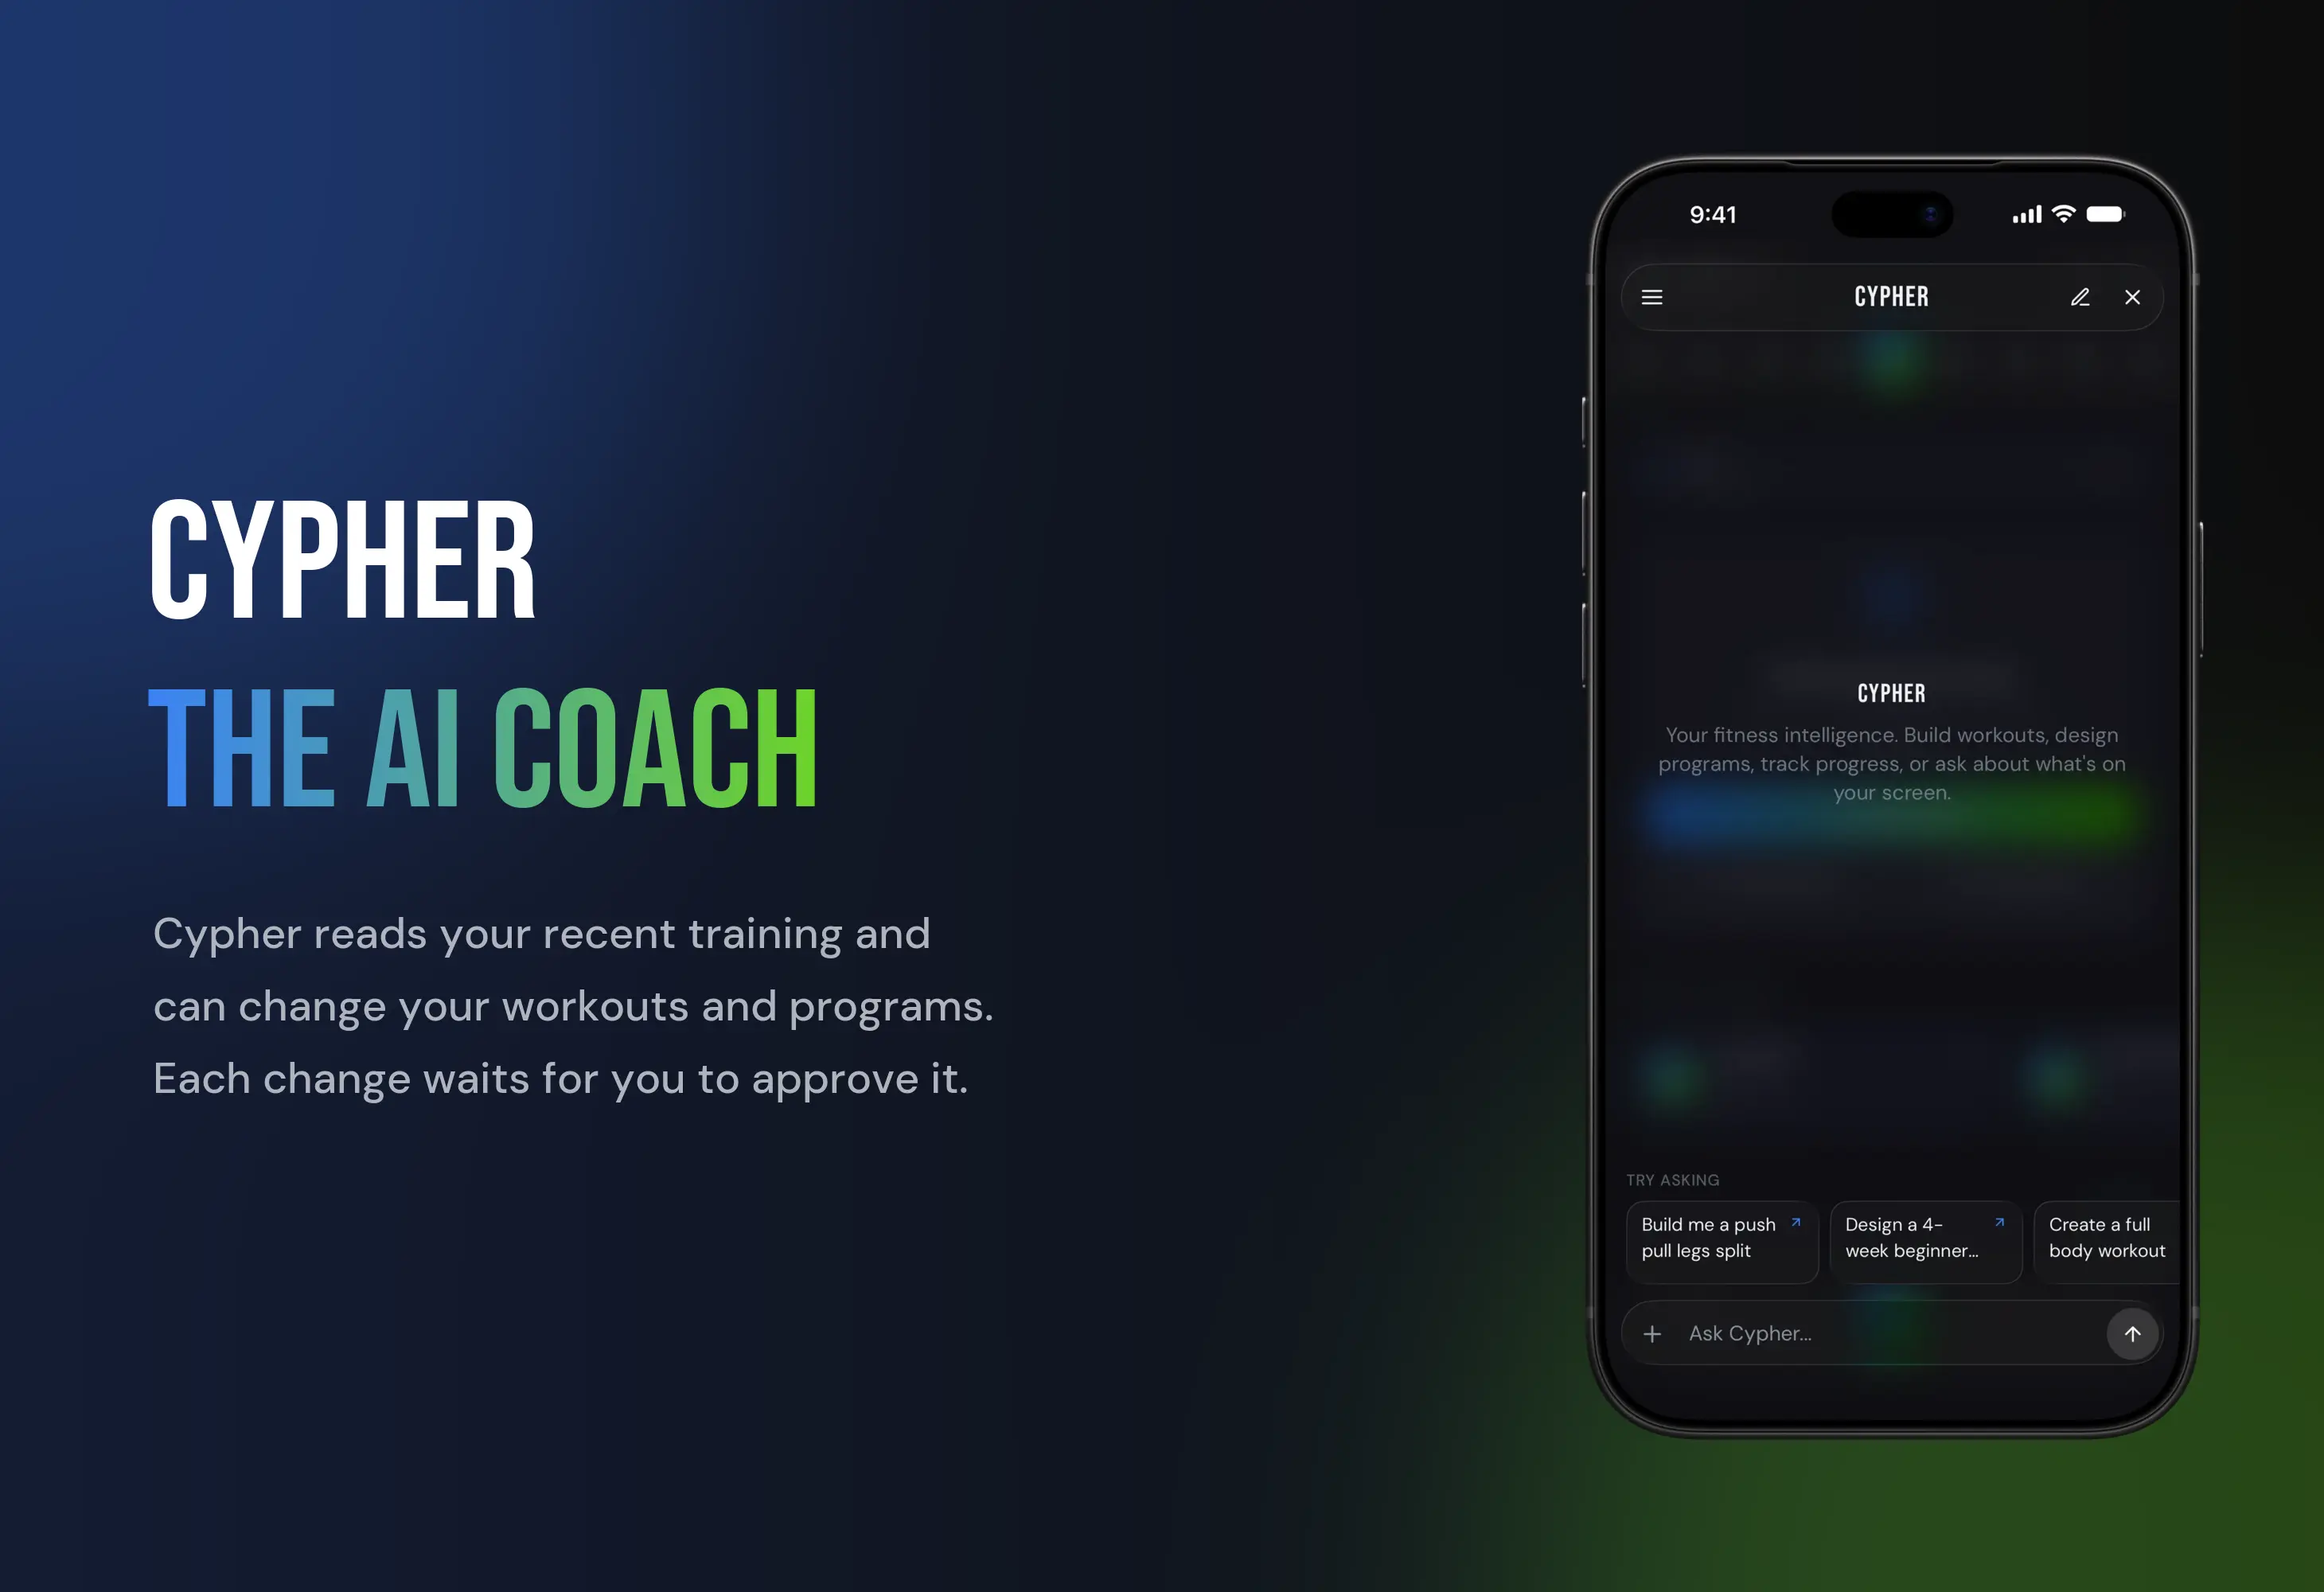 CYPHER
THE AI COACH
Cypher reads your recent training and
can change your workouts and programs.
Each change waits for you to approve it.
9:41
CYPHER
CYPHER
Your fitness intelligence. Build workouts, design
programs, track progress, or ask about what's on
your screen.
TRY ASKING
Build me a push
pull legs split
Design a 4-
week beginner...
Create a full
body workout
Ask Cypher...